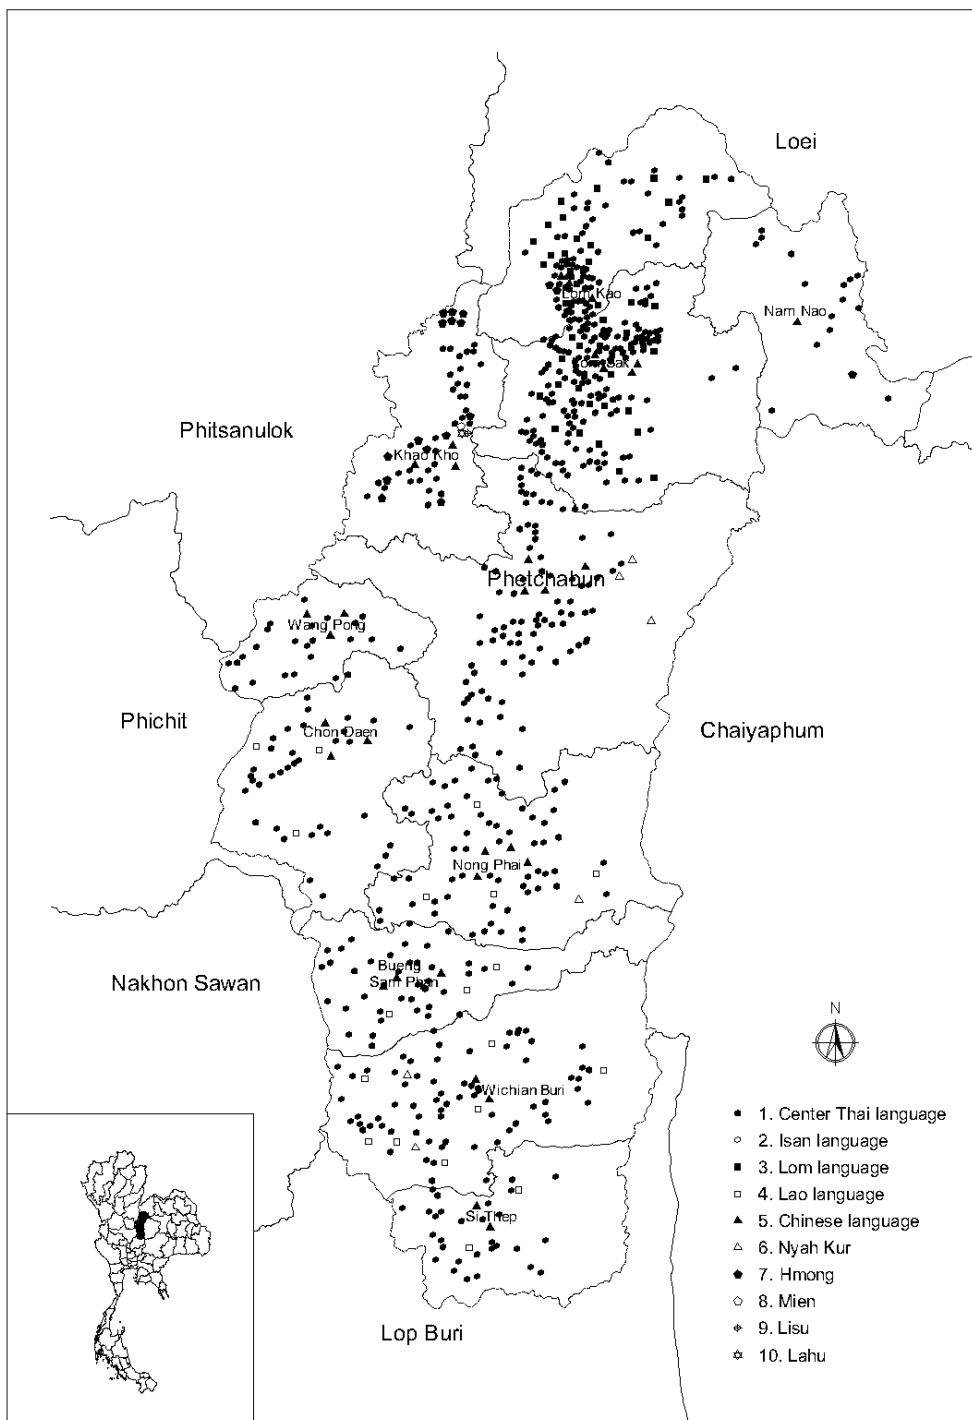 Loei
Lom Kao
Nam Nao
Lom Sak
Phitsanulok
Khao Kho
Phetchabun
Wang Pong
Phichit
Chon Daen
Chaiyaphum
Nong Phai
Nakhon Sawan
Bueng
Sam Phan
N
Wichian Buri
1. Center Thai language
2. Isan language
3. Lom language
4. Lao language
5. Chinese language
6. Nyah Kur
7. Hmong
8. Mien
9. Lisu
10. Lahu
Si Thep
Lop Buri